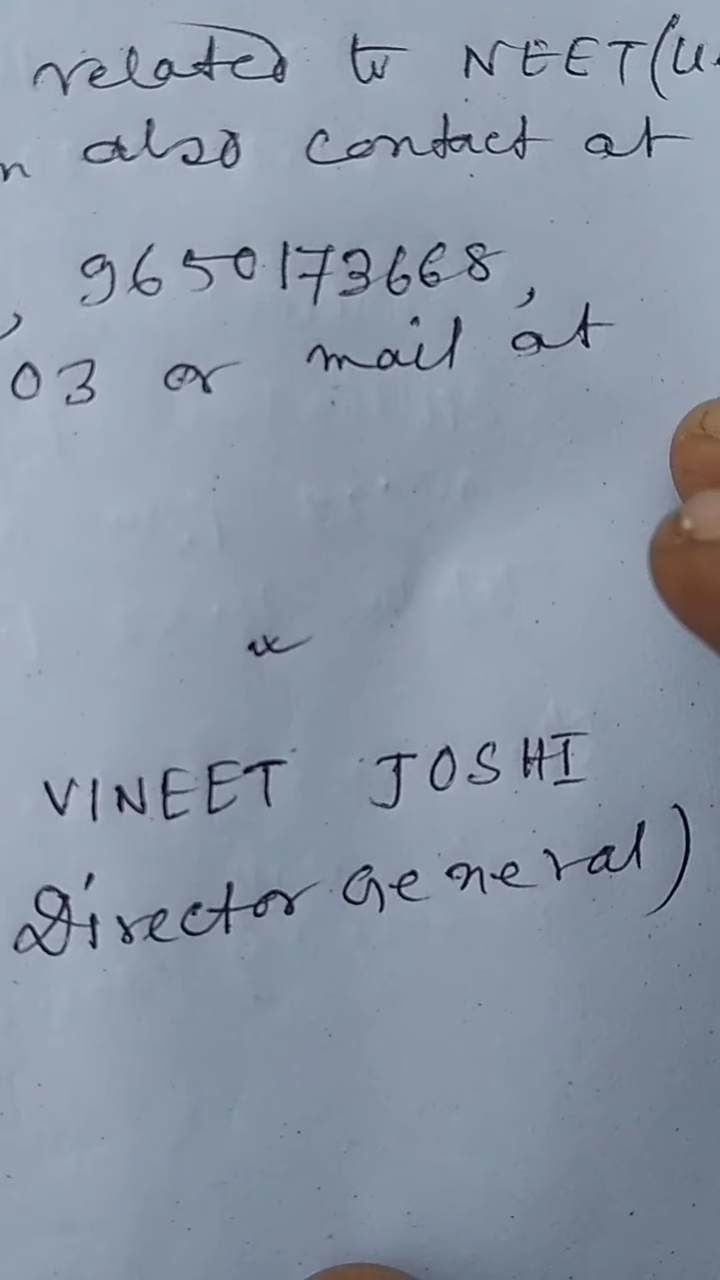 related to NEET(U
n also contact at
, 9650173668,
03 or mail at
VINEET JOSHI
Director General)